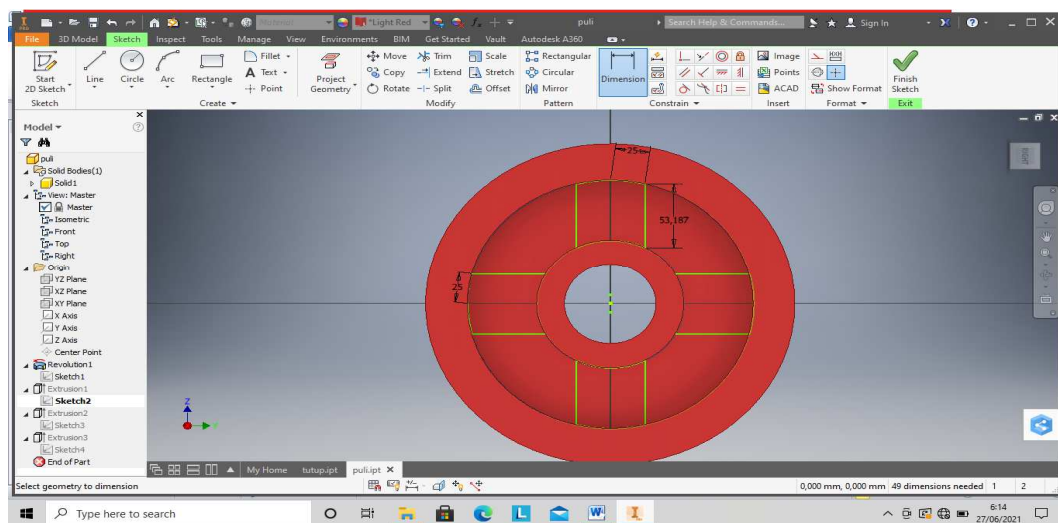 Material
*Light Red
puli
Search Help & Commands...
Sign In
File 3D Model Sketch Inspect Tools Manage View Environments BIM Get Started Vault Autodesk A360
Start
2D Sketch
Line
Circle
Arc
Rectangle
Fillet
Text
Point
Project
Geometry
Move
Copy
Rotate
Trim
Extend
Split
Scale
Stretch
Offset
Rectangular
Circular
Mirror
Dimension
Image
Points
ACAD
Show Format
Finish
Sketch
Sketch Create Modify Pattern Constrain Insert Format Exit
Model
puli
Solid Bodies(1)
Solid1
View: Master
Master
Isometric
Front
Top
Right
Origin
YZ Plane
XZ Plane
XY Plane
X Axis
Y Axis
Z Axis
Center Point
Revolution1
Sketch1
Extrusion1
Sketch2
Extrusion2
Sketch3
Extrusion3
Sketch4
End of Part
25
53,187
25
Z
My Home tutup.ipt puli.ipt
Select geometry to dimension
0,000 mm, 0,000 mm 49 dimensions needed 1 2
Type here to search
6:14
27/06/2021